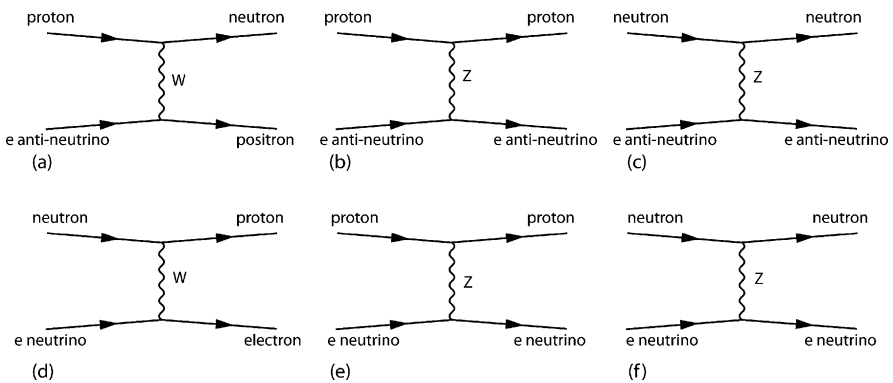 proton neutron proton proton neutron neutron
W Z Z
e anti-neutrino positron e anti-neutrino e anti-neutrino e anti-neutrino e anti-neutrino
(a) (b) (c)
neutron proton proton proton neutron neutron
W Z Z
e neutrino electron e neutrino e neutrino e neutrino e neutrino
(d) (e) (f)